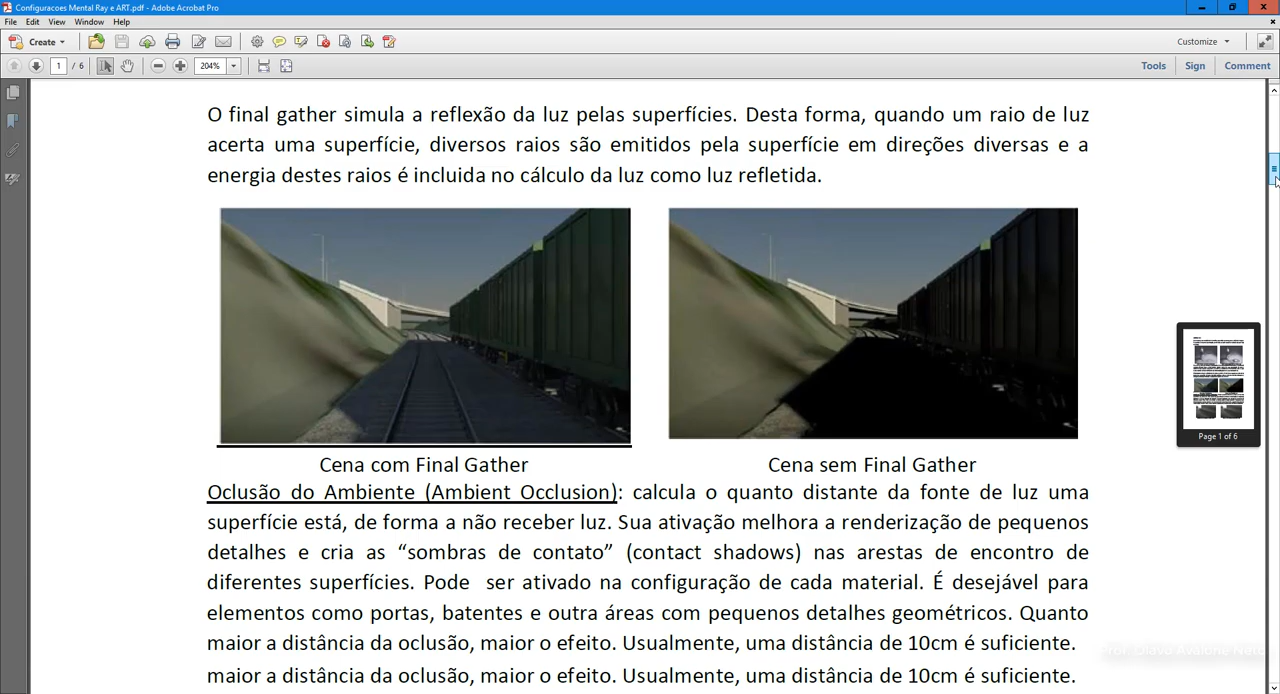 Configuracoes Mental Ray e ART.pdf - Adobe Acrobat Pro
File Edit View Window Help
Create
Customize
1 / 6
204%
Tools Sign Comment
O final gather simula a reflexão da luz pelas superfícies. Desta forma, quando um raio de luz
acerta uma superfície, diversos raios são emitidos pela superfície em direções diversas e a
energia destes raios é incluida no cálculo da luz como luz refletida.
Cena com Final Gather
Cena sem Final Gather
Page 1 of 6
Oclusão do Ambiente (Ambient Occlusion): calcula o quanto distante da fonte de luz uma
superfície está, de forma a não receber luz. Sua ativação melhora a renderização de pequenos
detalhes e cria as “sombras de contato” (contact shadows) nas arestas de encontro de
diferentes superfícies. Pode ser ativado na configuração de cada material. É desejável para
elementos como portas, batentes e outra áreas com pequenos detalhes geométricos. Quanto
maior a distância da oclusão, maior o efeito. Usualmente, uma distância de 10cm é suficiente.
Prof. Olavo Avalone Neto
maior a distância da oclusão, maior o efeito. Usualmente, uma distância de 10cm é suficiente.